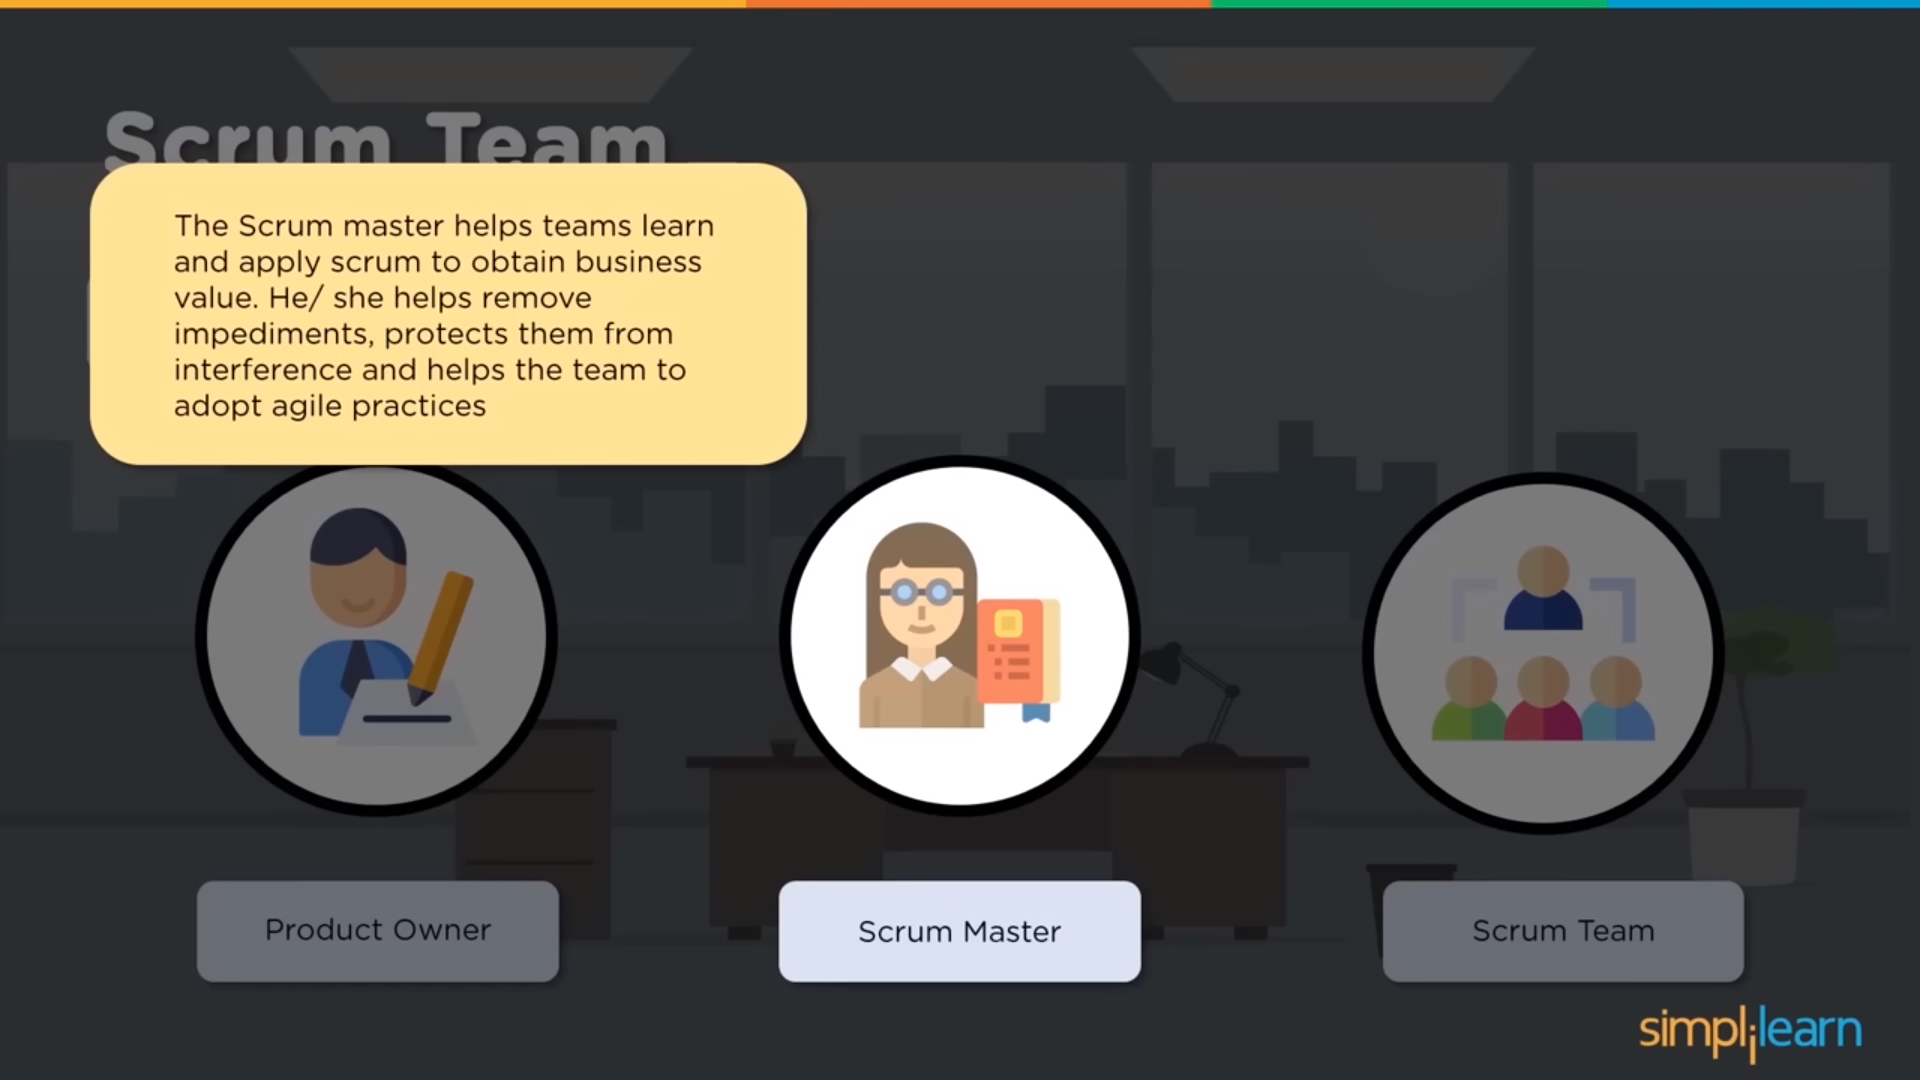 Scrum Team
The Scrum master helps teams learn
and apply scrum to obtain business
value. He/ she helps remove
impediments, protects them from
interference and helps the team to
adopt agile practices
Product Owner
Scrum Master
Scrum Team
simplilearn